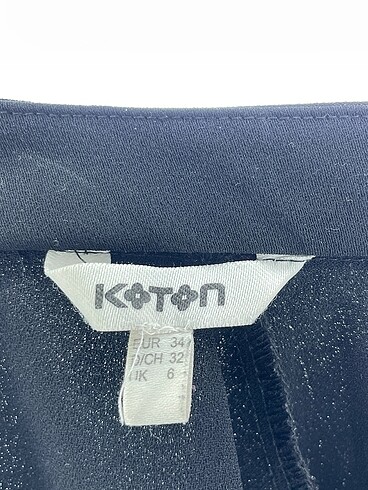 KOTON
EUR 34
D/CH 32
UK 6